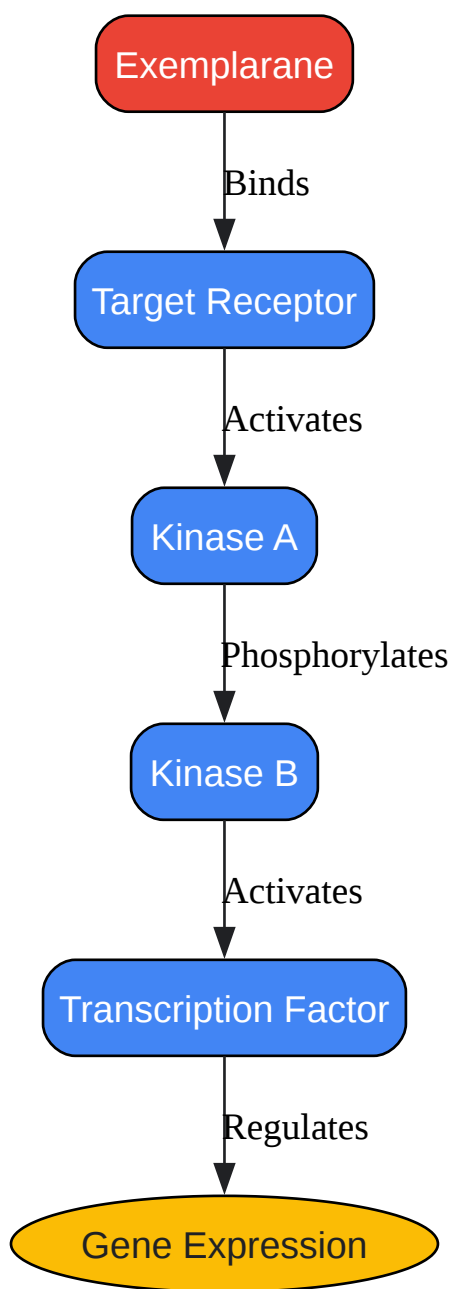 Exemplarane
Binds
Target Receptor
Activates
Kinase A
Phosphorylates
Kinase B
Activates
Transcription Factor
Regulates
Gene Expression